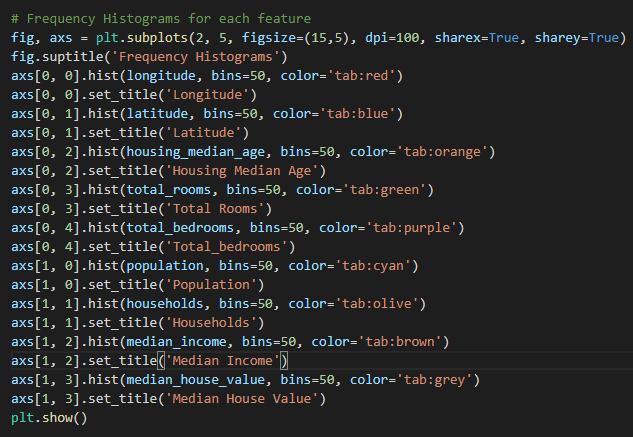 # Frequency Histograms for each feature
fig, axs = plt.subplots(2, 5, figsize=(15,5), dpi=100, sharex=True, sharey=True)
fig.suptitle('Frequency Histograms')
axs[0, 0].hist(longitude, bins=50, color='tab:red')
axs[0, 0].set_title('Longitude')
axs[0, 1].hist(latitude, bins=50, color='tab:blue')
axs[0, 1].set_title('Latitude')
axs[0, 2].hist(housing_median_age, bins=50, color='tab:orange')
axs[0, 2].set_title('Housing Median Age')
axs[0, 3].hist(total_rooms, bins=50, color='tab:green')
axs[0, 3].set_title('Total Rooms')
axs[0, 4].hist(total_bedrooms, bins=50, color='tab:purple')
axs[0, 4].set_title('Total_bedrooms')
axs[1, 0].hist(population, bins=50, color='tab:cyan')
axs[1, 0].set_title('Population')
axs[1, 1].hist(households, bins=50, color='tab:olive')
axs[1, 1].set_title('Households')
axs[1, 2].hist(median_income, bins=50, color='tab:brown')
axs[1, 2].set_title('Median Income')
axs[1, 3].hist(median_house_value, bins=50, color='tab:grey')
axs[1, 3].set_title('Median House Value')
plt.show()